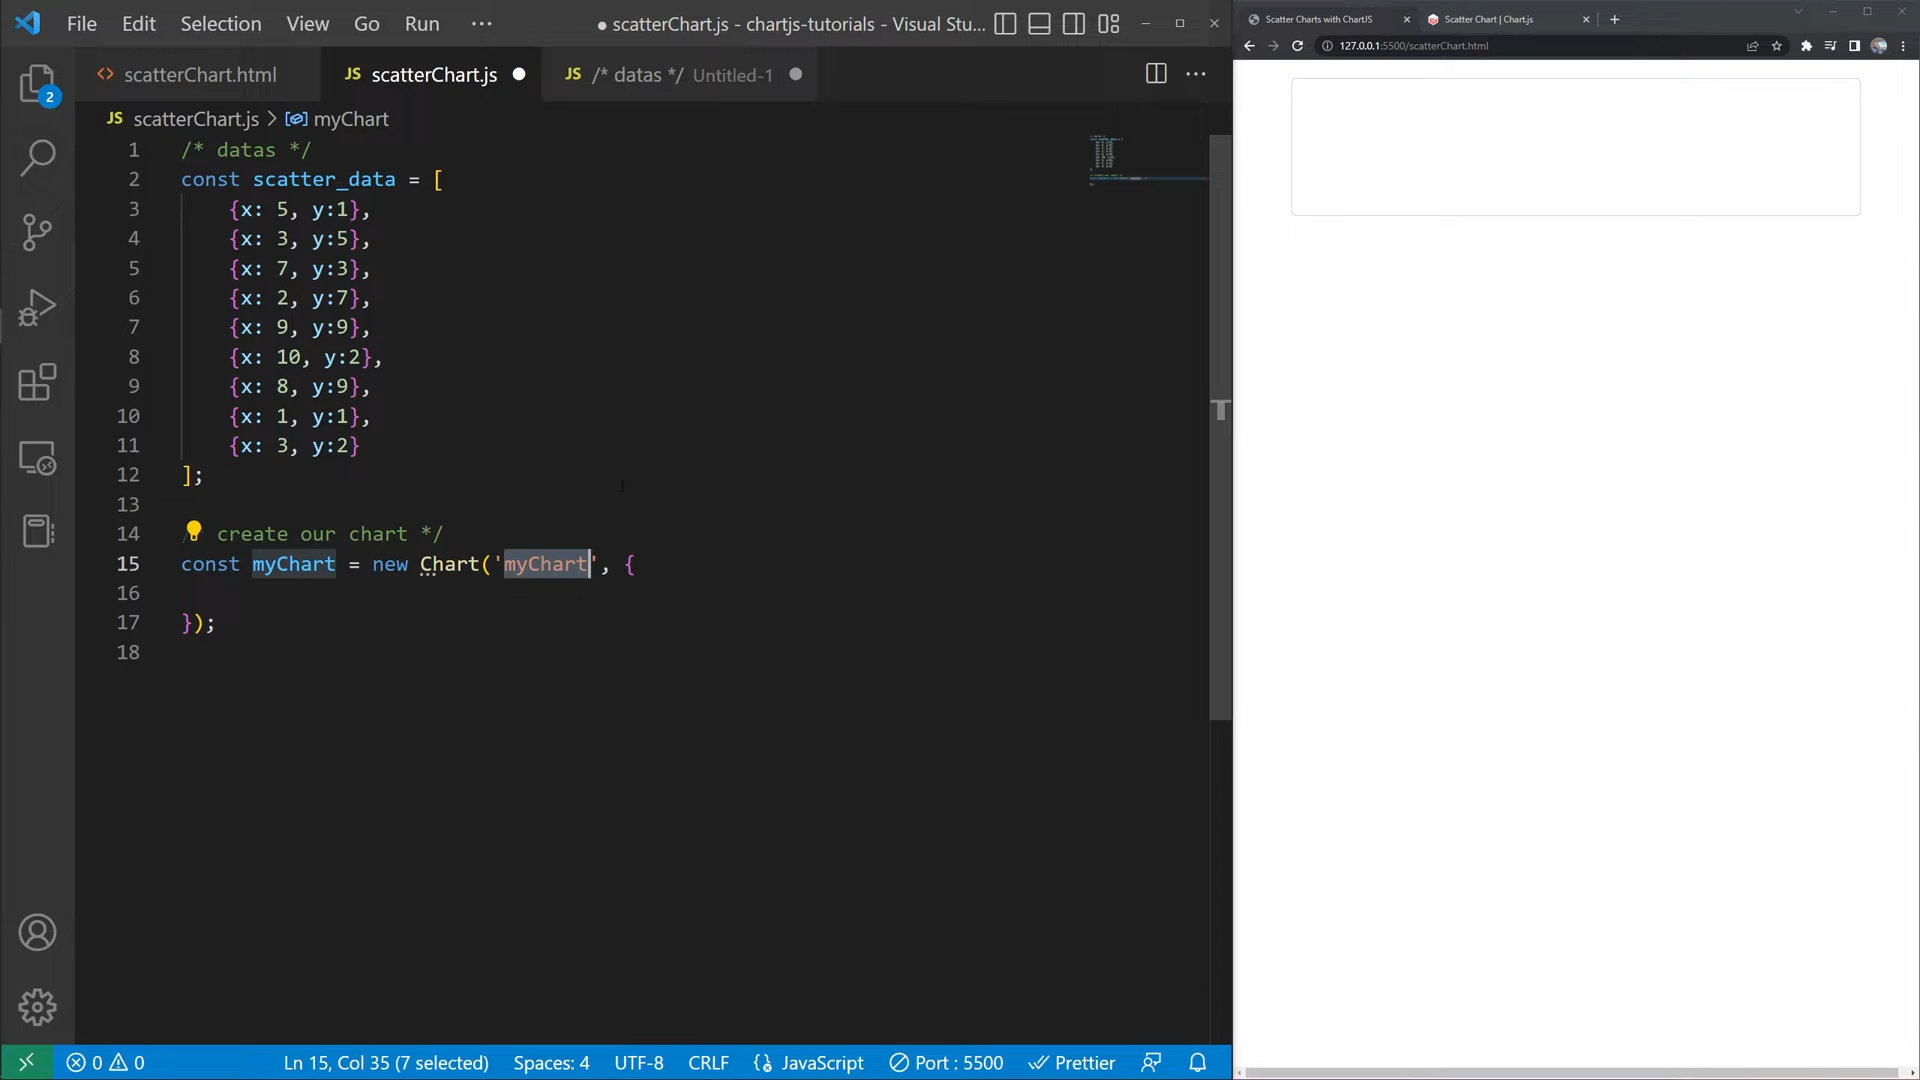 File Edit Selection View Go Run ··· ● scatterChart.js - chartjs-tutorials - Visual Stu...
Scatter Charts with ChartJS
Scatter Chart | Chart.js
127.0.0.1:5500/scatterChart.html
<> scatterChart.html
JS scatterChart.js ●
JS /* datas */ Untitled-1 ●
2
JS scatterChart.js > myChart
1 /* datas */
2 const scatter_data = [
3 {x: 5, y:1},
4 {x: 3, y:5},
5 {x: 7, y:3},
6 {x: 2, y:7},
7 {x: 9, y:9},
8 {x: 10, y:2},
9 {x: 8, y:9},
10 {x: 1, y:1},
11 {x: 3, y:2}
12 ];
13
14 create our chart */
15 const myChart = new Chart('myChart', {
16
17 });
18
0 0 Ln 15, Col 35 (7 selected) Spaces: 4 UTF-8 CRLF {} JavaScript Port : 5500 Prettier